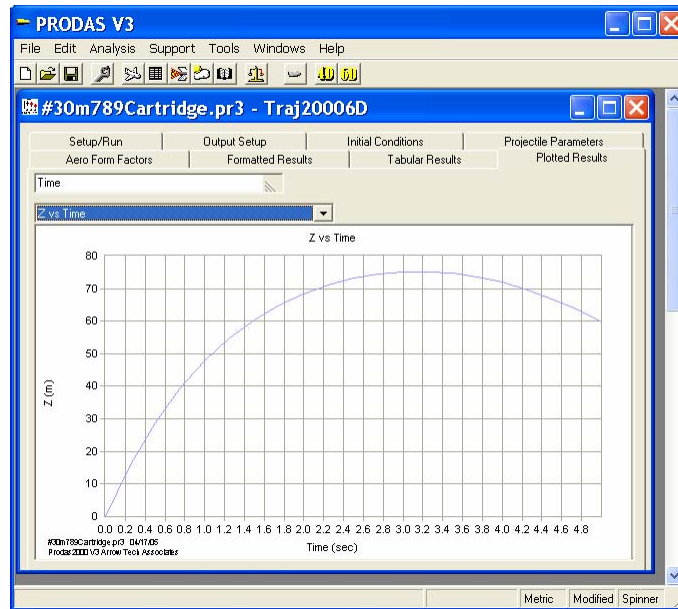 PRODAS V3
File Edit Analysis Support Tools Windows Help
#30m789Cartridge.pr3 - Traj20006D
Setup/Run Output Setup Initial Conditions Projectile Parameters
Aero Form Factors Formatted Results Tabular Results Plotted Results
Time
Z vs Time
Z vs Time
80
70
60
50
40
30
20
10
0
Z (m)
0.0 0.2 0.4 0.6 0.8 1.0 1.2 1.4 1.6 1.8 2.0 2.2 2.4 2.6 2.8 3.0 3.2 3.4 3.6 3.8 4.0 4.2 4.4 4.6 4.8
Time (sec)
#30m789Cartridge.pr3 04/17/05
Prodas2000 V3 Arrow Tech Associates
Metric Modified Spinner